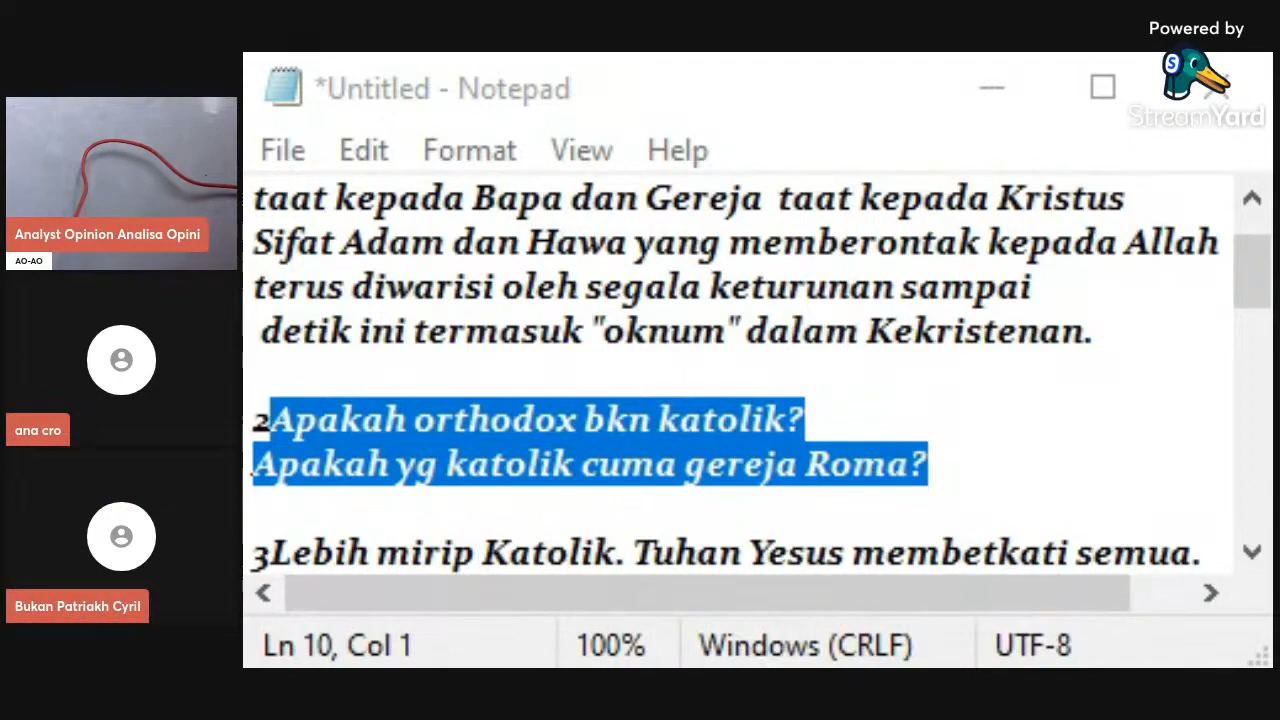 Powered by
StreamYard
*Untitled - Notepad
File Edit Format View Help
taat kepada Bapa dan Gereja taat kepada Kristus
Sifat Adam dan Hawa yang memberontak kepada Allah
terus diwarisi oleh segala keturunan sampai
detik ini termasuk "oknum" dalam Kekristenan.
2Apakah orthodox bkn katolik?
Apakah yg katolik cuma gereja Roma?
3Lebih mirip Katolik. Tuhan Yesus membetkati semua.
Ln 10, Col 1 100% Windows (CRLF) UTF-8
Analyst Opinion Analisa Opini
AO-AO
ana cro
Bukan Patriakh Cyril